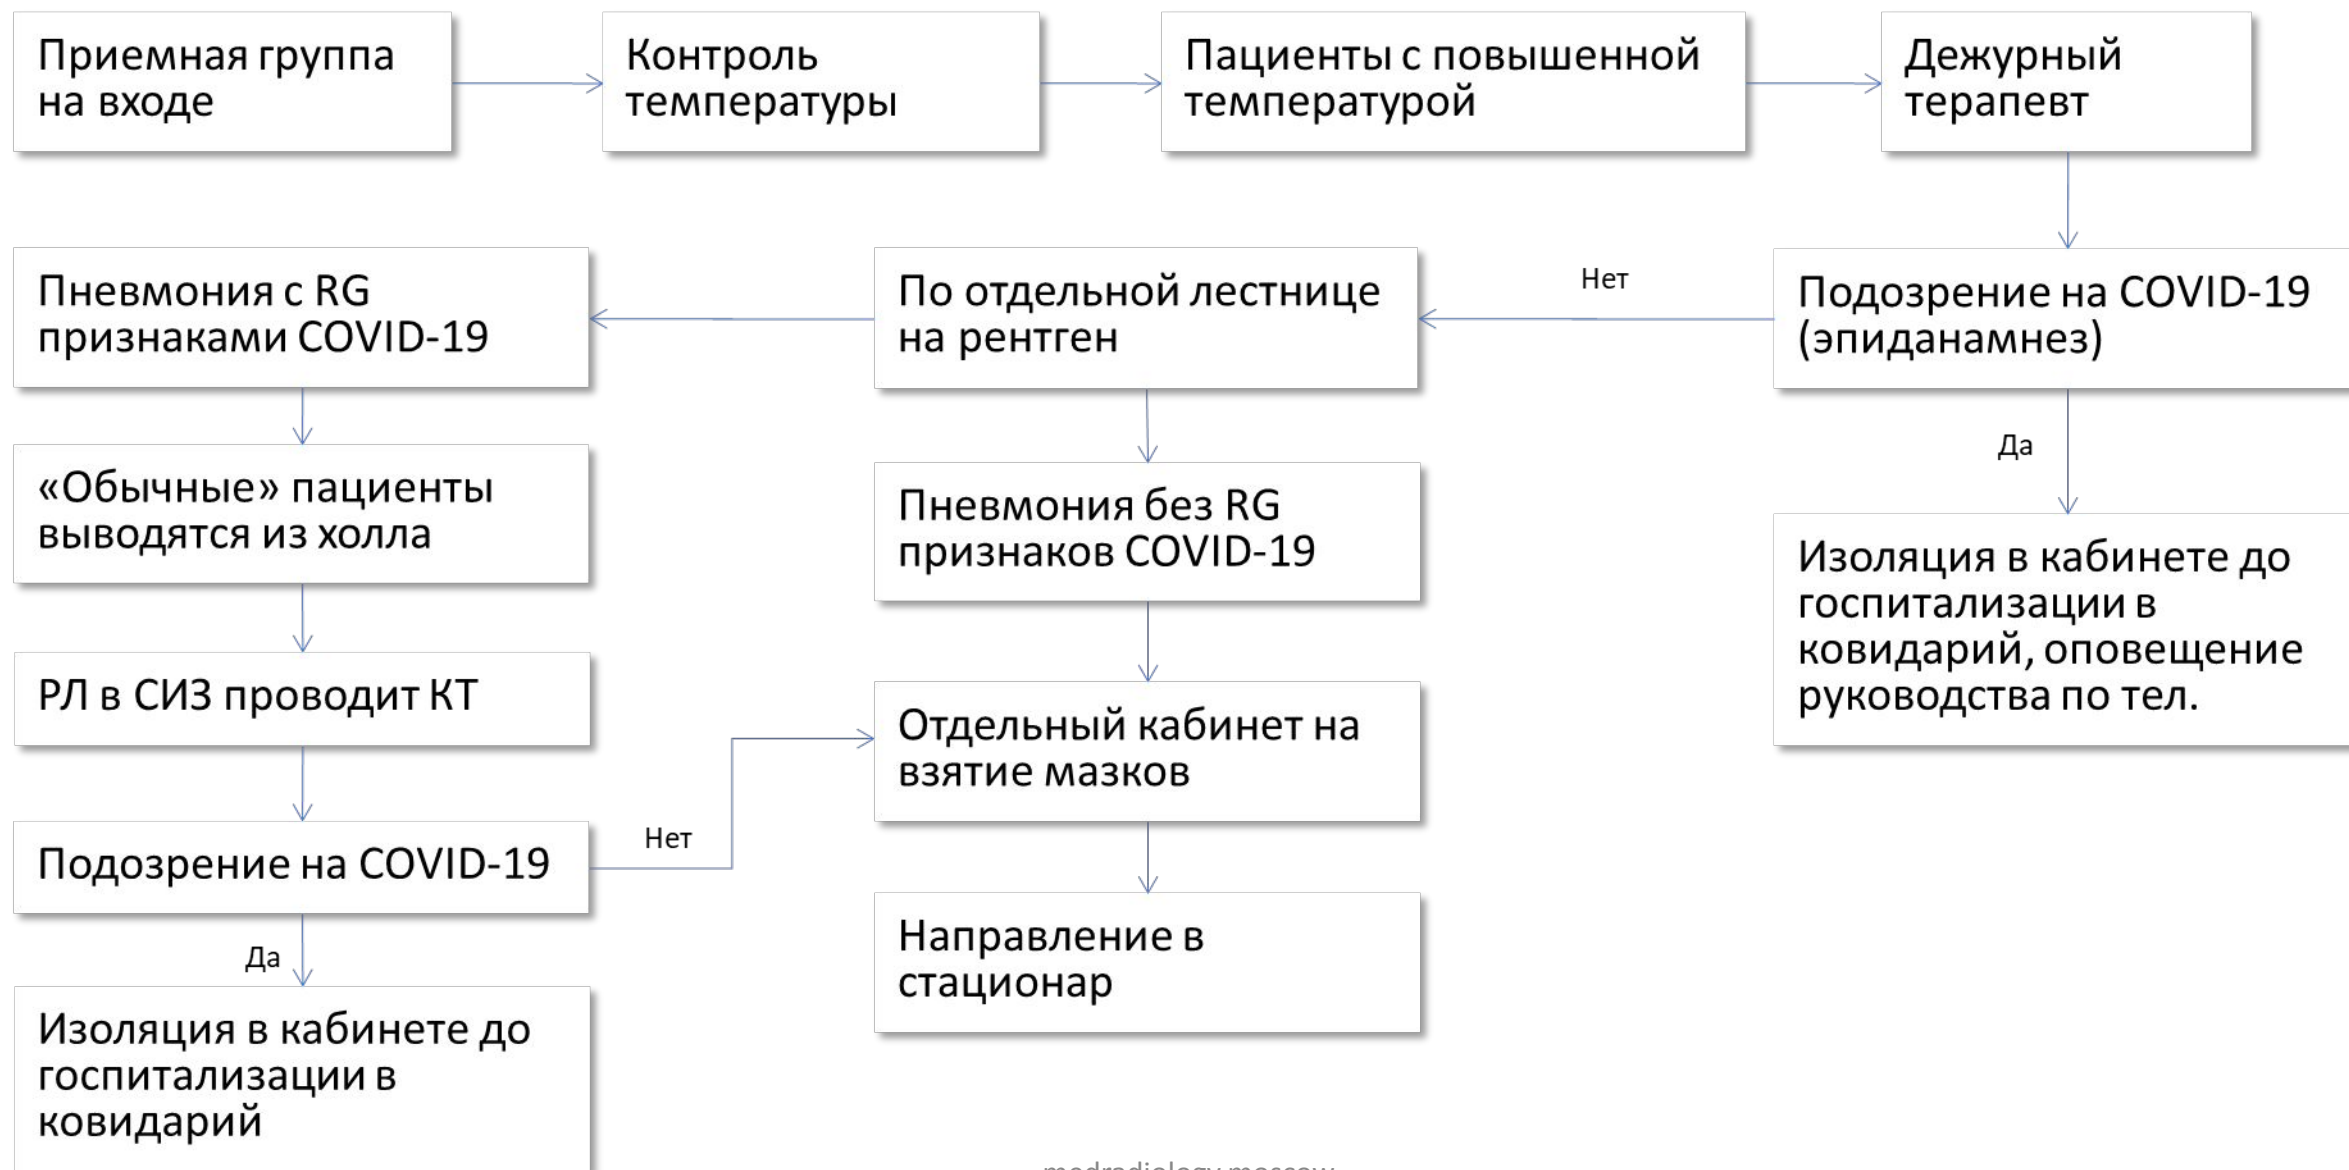 Приемная группа
на входе
Контроль
температуры
Пациенты с повышенной
температурой
Дежурный
терапевт
Подозрение на COVID-19
(эпиданамнез)
Нет
По отдельной лестнице
на рентген
Пневмония с RG
признаками COVID-19
Да
Изоляция в кабинете до
госпитализации в
ковидарий, оповещение
руководства по тел.
Пневмония без RG
признаков COVID-19
«Обычные» пациенты
выводятся из холла
РЛ в СИЗ проводит КТ
Подозрение на COVID-19
Нет
Отдельный кабинет на
взятие мазков
Направление в
стационар
Да
Изоляция в кабинете до
госпитализации в
ковидарий
medradiology.moscow